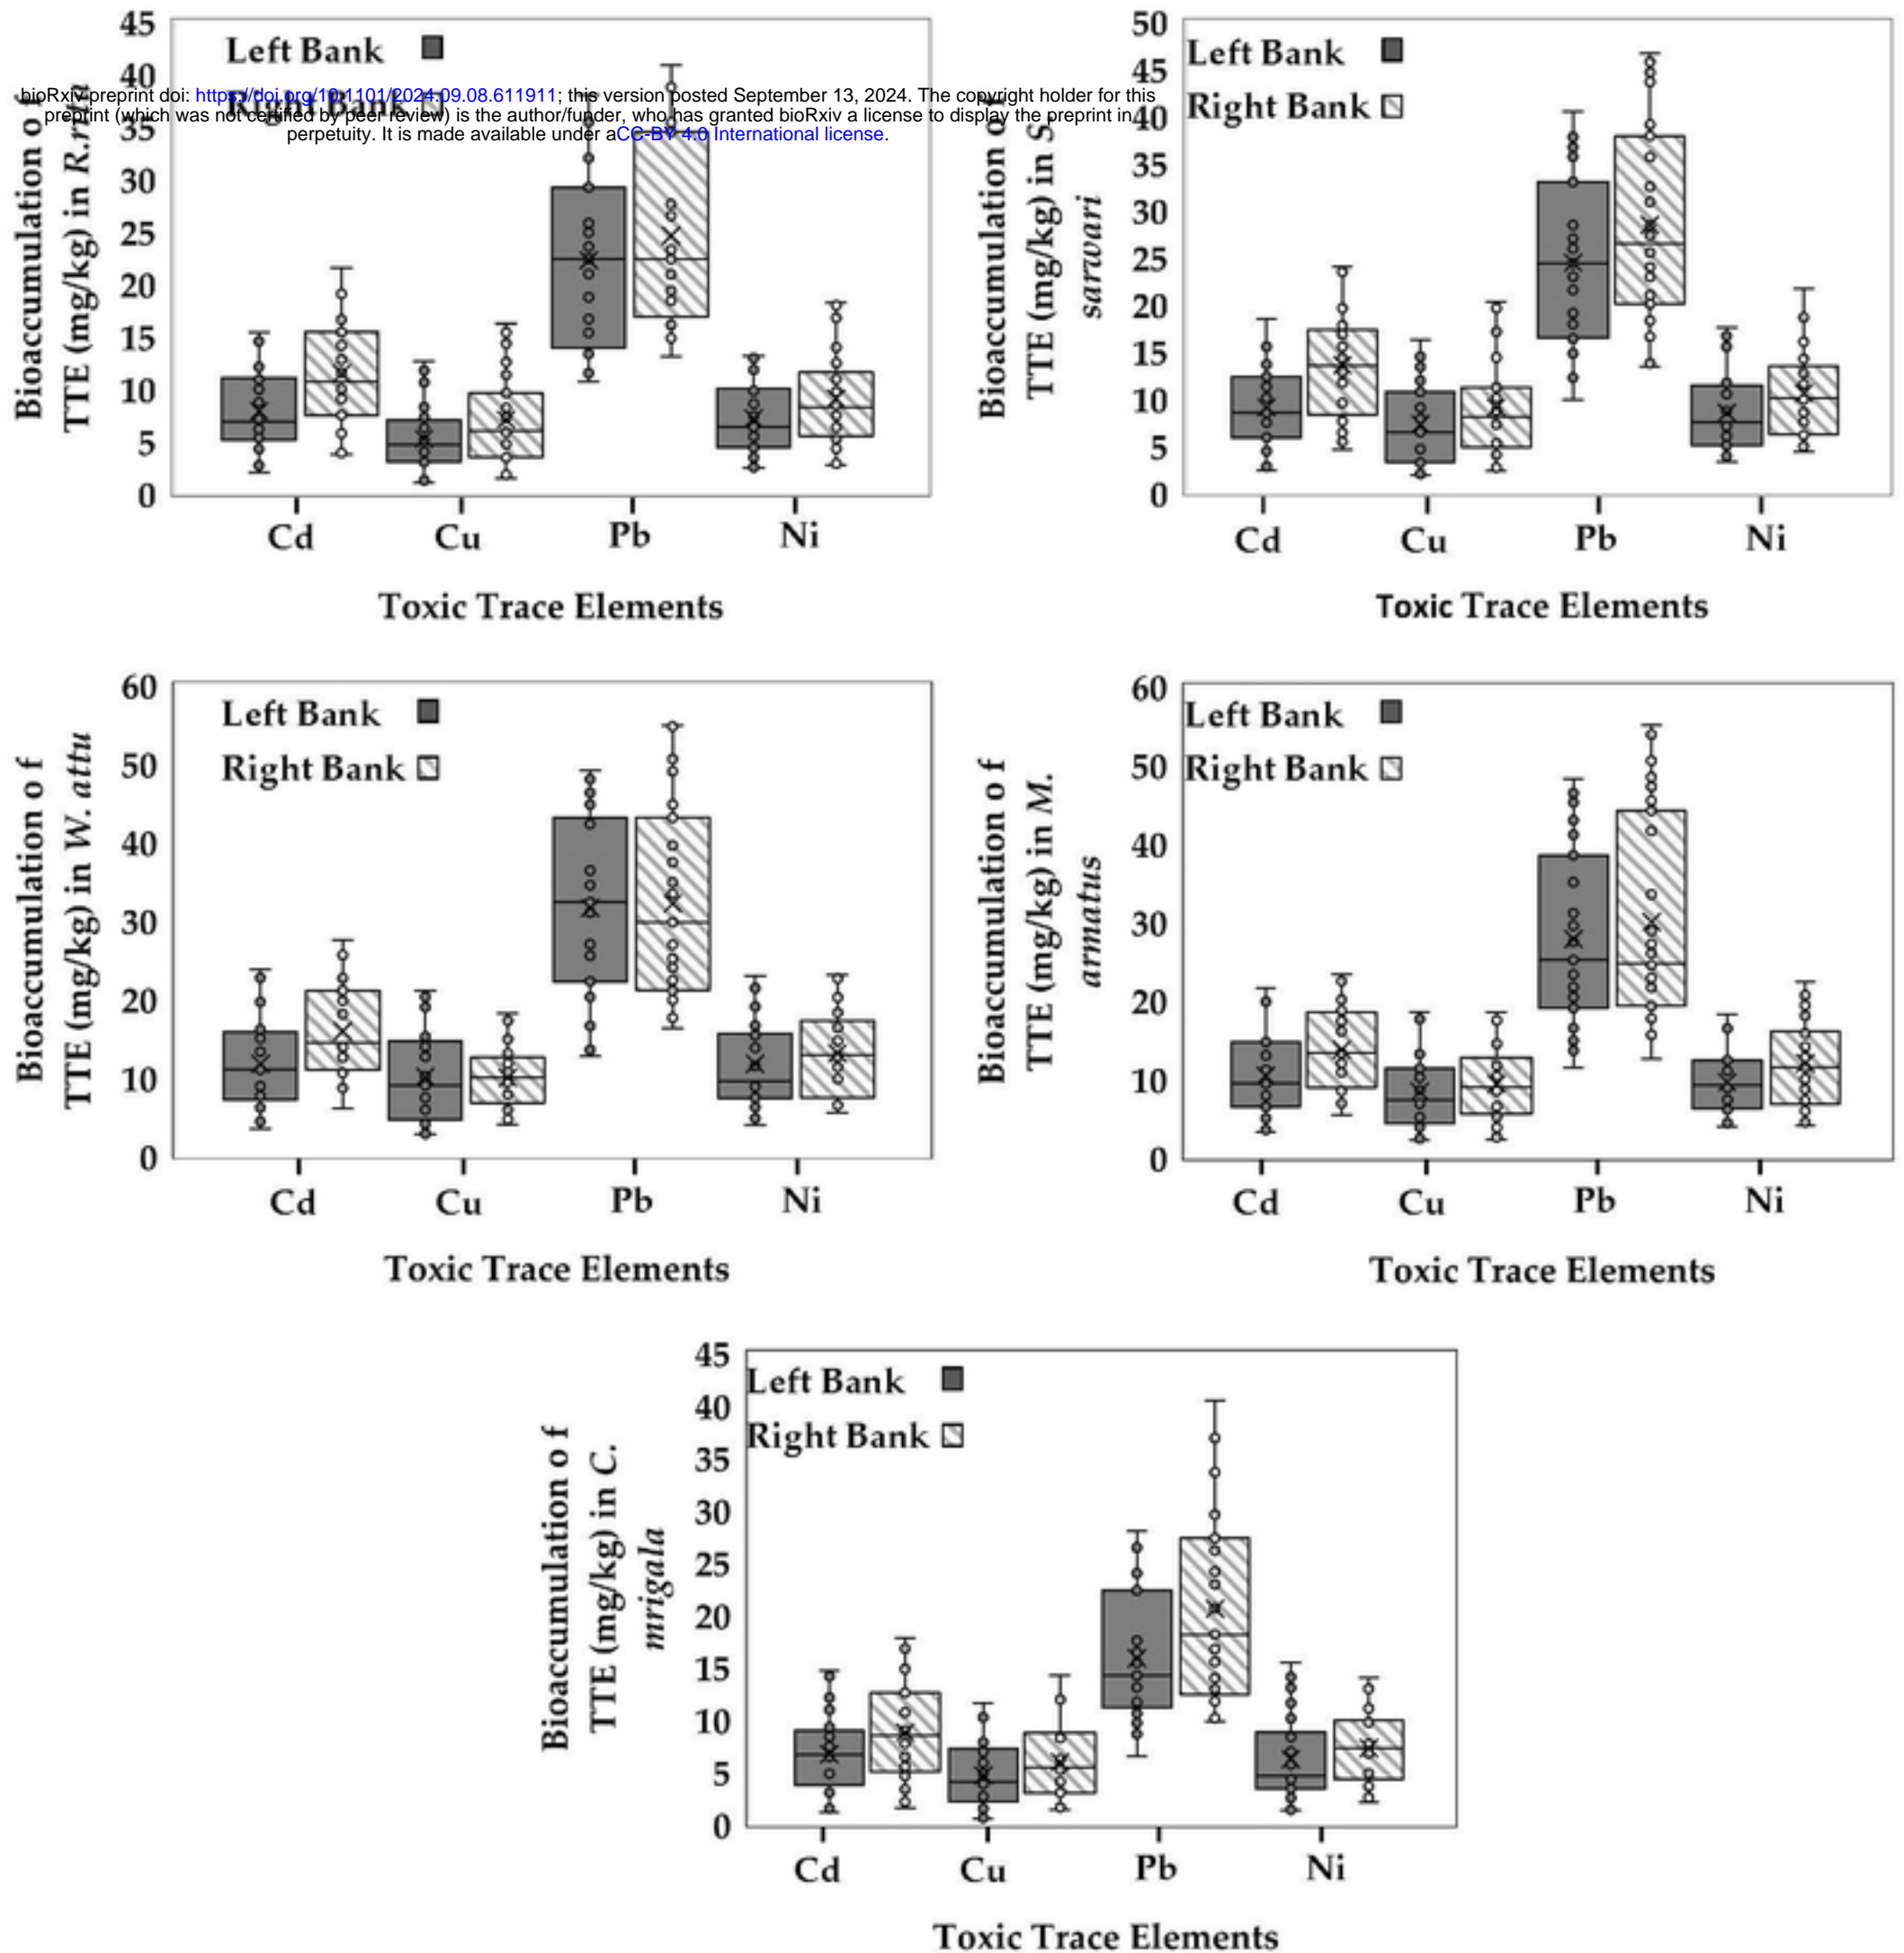 bioRxiv preprint doi: https://doi.org/10.1101/2024.09.08.611911; this version posted September 13, 2024. The copyright holder for this
preprint (which was not certified by peer review) is the author/funder, who has granted bioRxiv a license to display the preprint in
perpetuity. It is made available under aCC-BY 4.0 International license.
Bioaccumulation o f
TTE (mg/kg) in
45
40
35
30
25
20
15
10
5
0
Left Bank
Right Bank
Cd Cu Pb Ni
Toxic Trace Elements
Bioaccumulation o f
TTE (mg/kg) in S.
sarwari
50
45
40
35
30
25
20
15
10
5
0
Left Bank
Right Bank
Cd Cu Pb Ni
Toxic Trace Elements
Bioaccumulation o f
TTE (mg/kg) in W. attu
60
50
40
30
20
10
0
Left Bank
Right Bank
Cd Cu Pb Ni
Toxic Trace Elements
Bioaccumulation o f
TTE (mg/kg) in M.
armatus
60
50
40
30
20
10
0
Left Bank
Right Bank
Cd Cu Pb Ni
Toxic Trace Elements
Bioaccumulation o f
TTE (mg/kg) in C.
mrigala
45
40
35
30
25
20
15
10
5
0
Left Bank
Right Bank
Cd Cu Pb Ni
Toxic Trace Elements